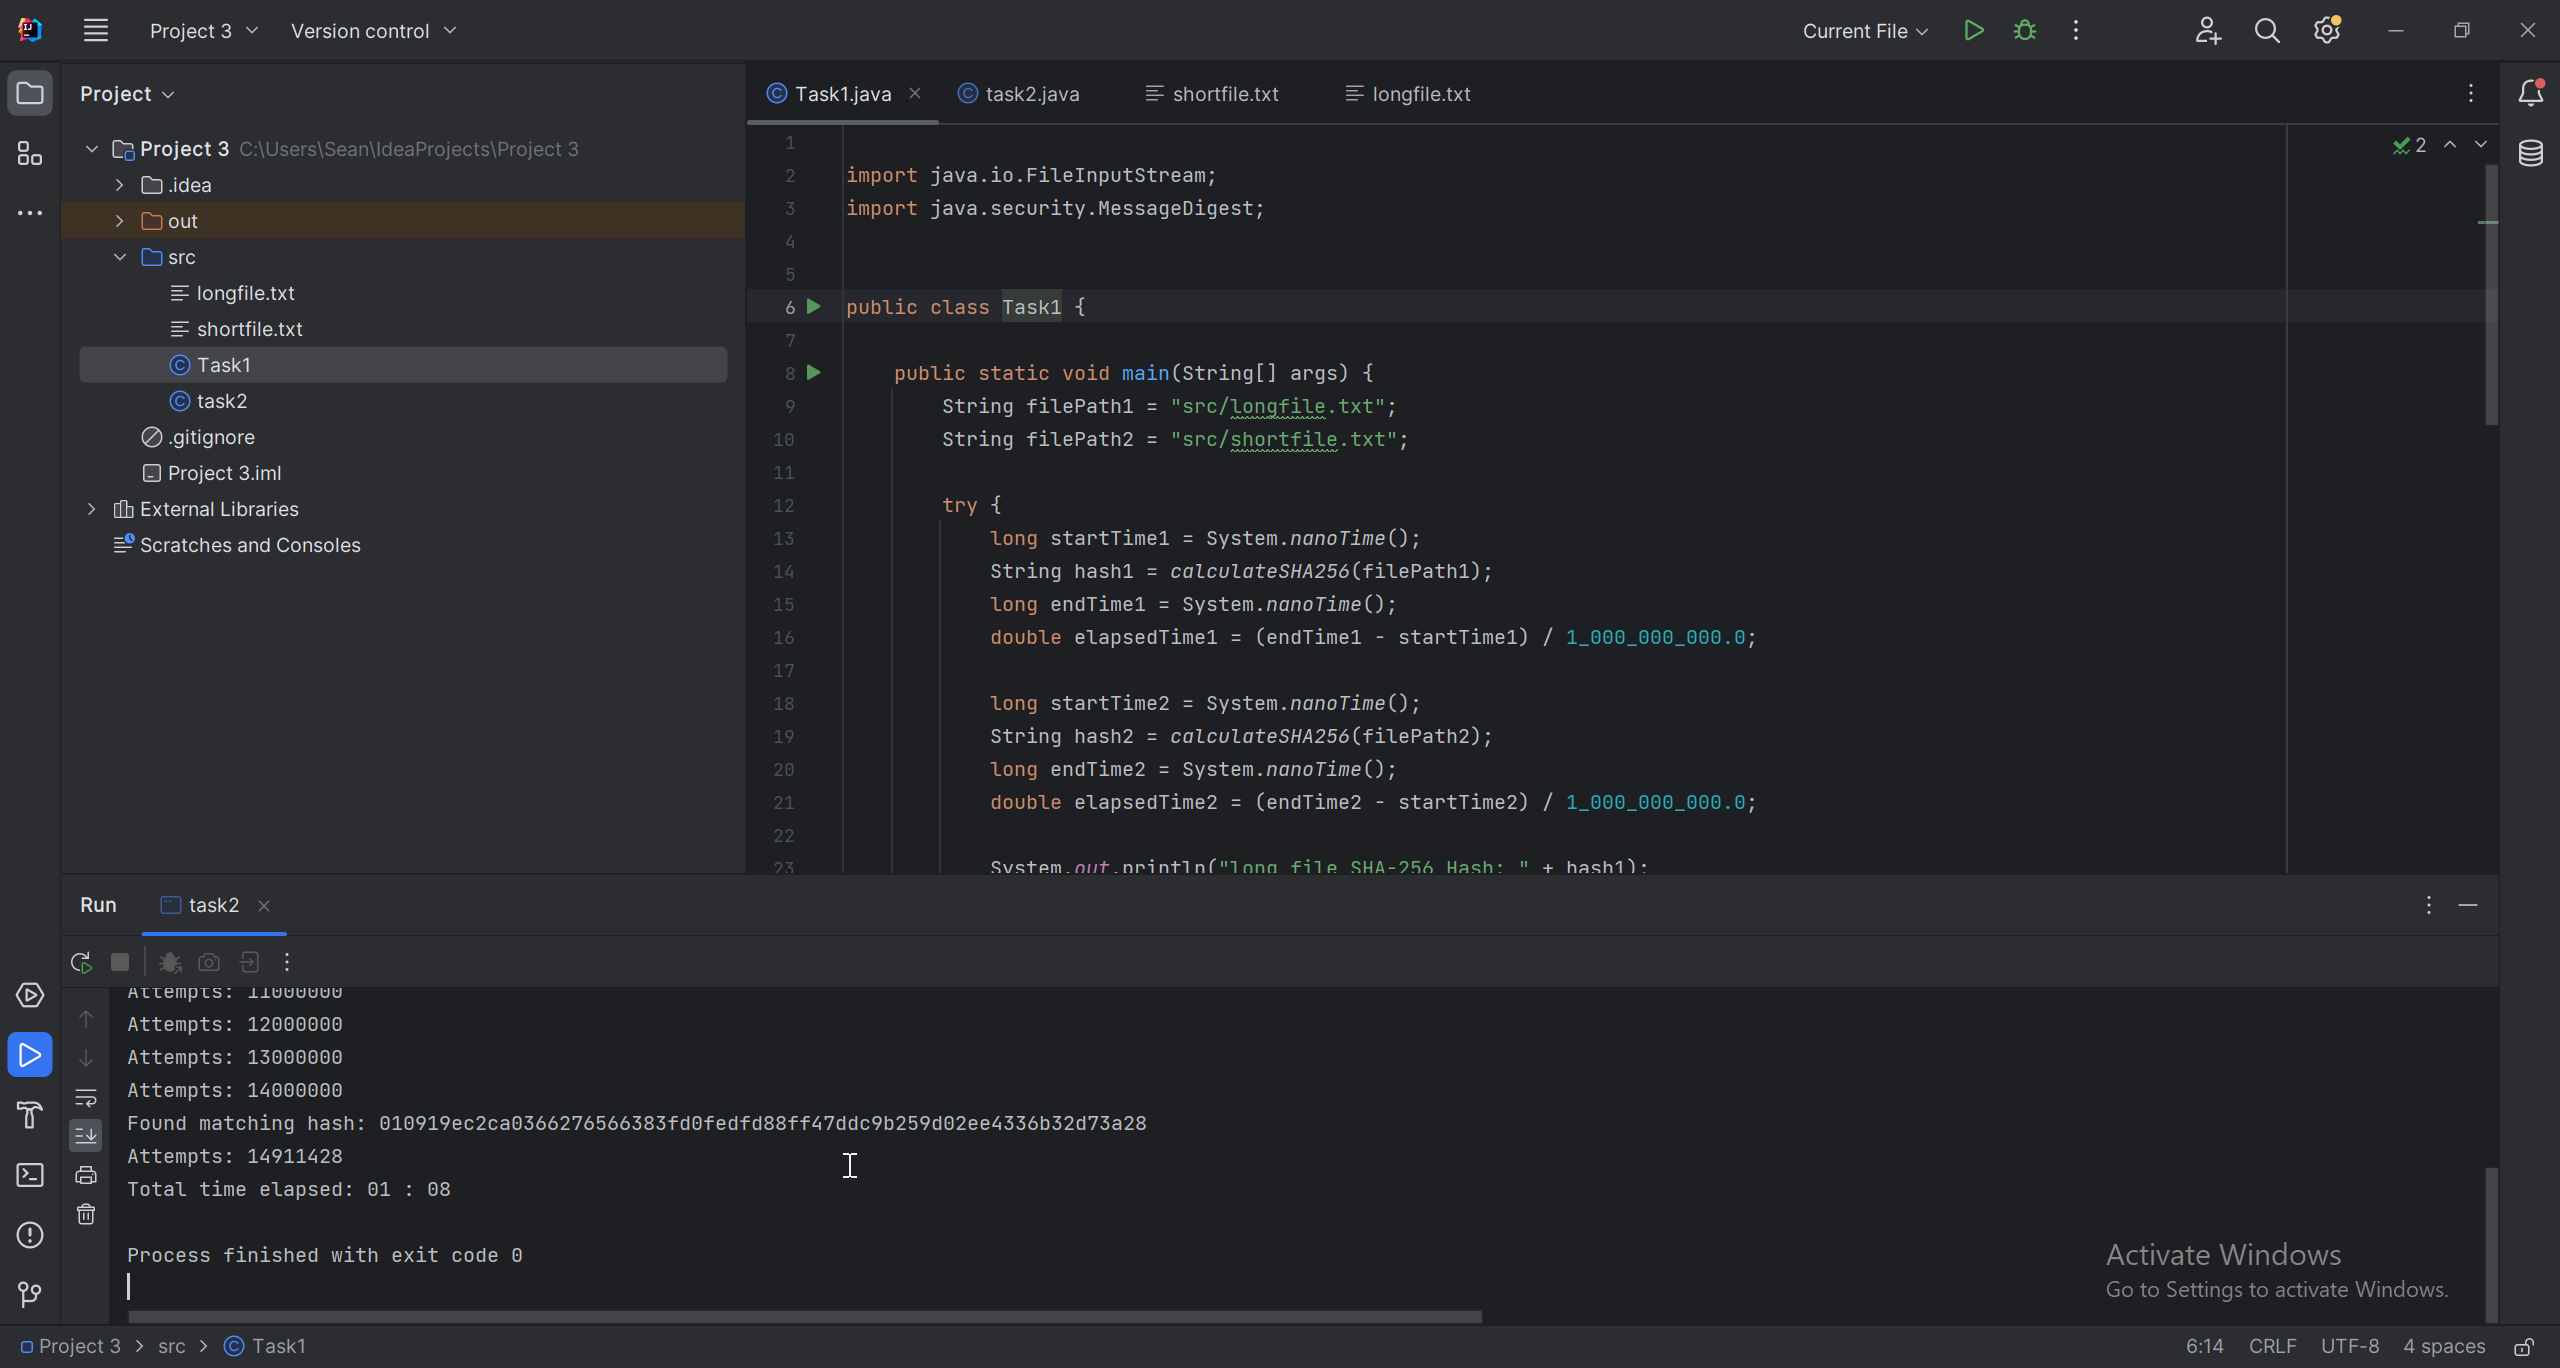 Project 3
Version control
Current File
Project
Project 3 C:\Users\Sean\IdeaProjects\Project 3
.idea
out
src
longfile.txt
shortfile.txt
Task1
task2
.gitignore
Project 3.iml
External Libraries
Scratches and Consoles
Task1.java
task2.java
shortfile.txt
longfile.txt
2
1
2 import java.io.FileInputStream;
3 import java.security.MessageDigest;
4
5
6 public class Task1 {
7
8 public static void main(String[] args) {
9 String filePath1 = "src/longfile.txt";
10 String filePath2 = "src/shortfile.txt";
11
12 try {
13 long startTime1 = System.nanoTime();
14 String hash1 = calculateSHA256(filePath1);
15 long endTime1 = System.nanoTime();
16 double elapsedTime1 = (endTime1 - startTime1) / 1_000_000_000.0;
17
18 long startTime2 = System.nanoTime();
19 String hash2 = calculateSHA256(filePath2);
20 long endTime2 = System.nanoTime();
21 double elapsedTime2 = (endTime2 - startTime2) / 1_000_000_000.0;
22
23 System.out.println("long file SHA-256 Hash: " + hash1);
Run
task2
Attempts: 11000000
Attempts: 12000000
Attempts: 13000000
Attempts: 14000000
Found matching hash: 010919ec2ca0366276566383fd0fedfd88ff47ddc9b259d02ee4336b32d73a28
Attempts: 14911428
Total time elapsed: 01 : 08
Process finished with exit code 0
Activate Windows
Go to Settings to activate Windows.
Project 3 > src > Task1
6:14 CRLF UTF-8 4 spaces